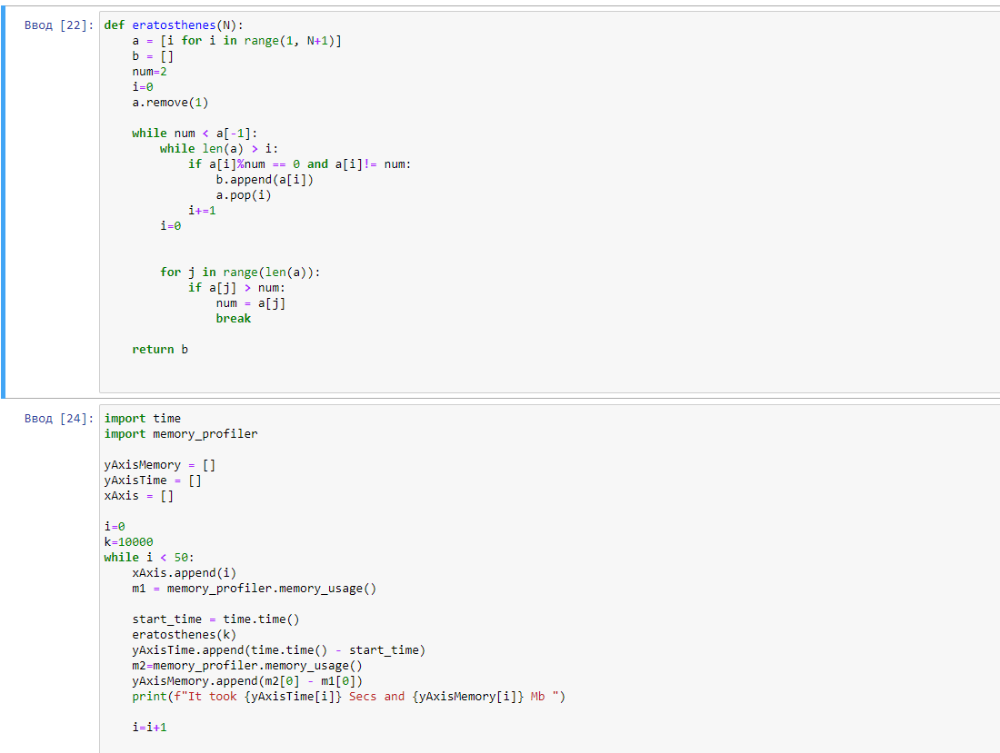 Ввод [22]: def eratosthenes(N):
    a = [i for i in range(1, N+1)]
    b = []
    num=2
    i=0
    a.remove(1)
    while num < a[-1]:
        while len(a) > i:
            if a[i]%num == 0 and a[i]!= num:
                b.append(a[i])
                a.pop(i)
            i+=1
        i=0
        for j in range(len(a)):
            if a[j] > num:
                num = a[j]
                break
    return b
Ввод [24]: import time
import memory_profiler
yAxisMemory = []
yAxisTime = []
xAxis = []
i=0
k=10000
while i < 50:
    xAxis.append(i)
    m1 = memory_profiler.memory_usage()
    start_time = time.time()
    eratosthenes(k)
    yAxisTime.append(time.time() - start_time)
    m2=memory_profiler.memory_usage()
    yAxisMemory.append(m2[0] - m1[0])
    print(f"It took {yAxisTime[i]} Secs and {yAxisMemory[i]} Mb ")
    i=i+1